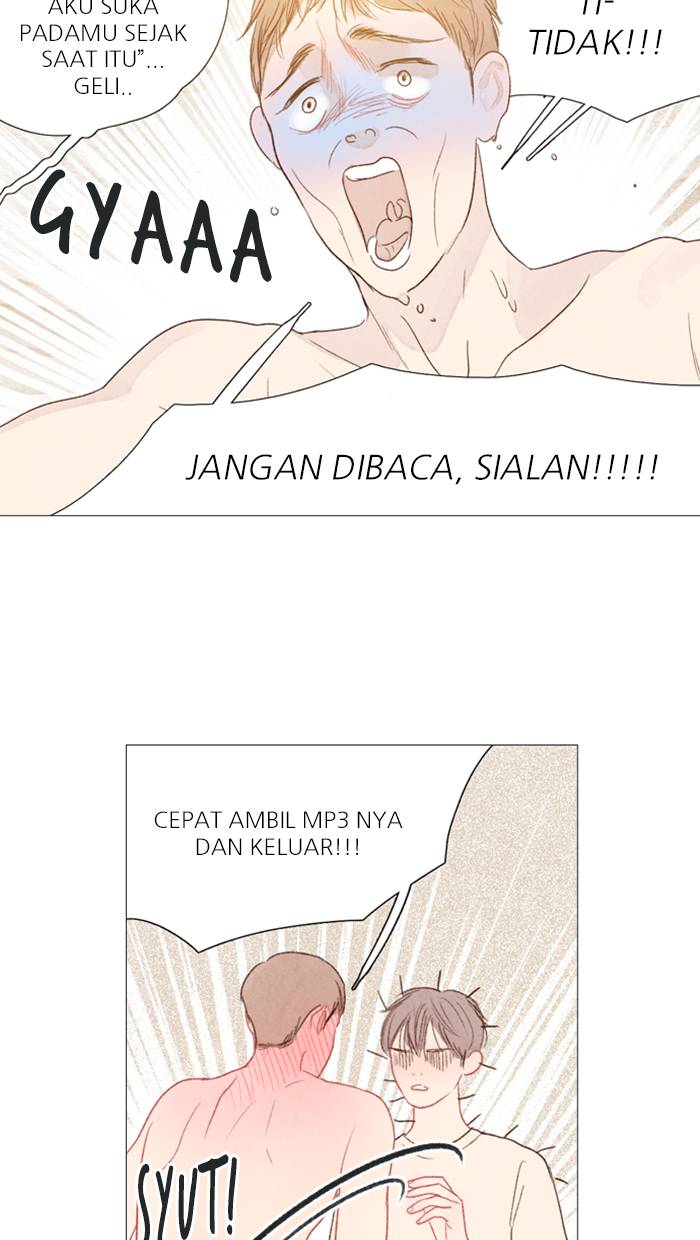 AKU SUKA
PADAMU SEJAK
SAAT ITU”...
GELI..
TI-
TIDAK!!!
GYAAA
JANGAN DIBACA, SIALAN!!!!!
CEPAT AMBIL MP3 NYA
DAN KELUAR!!!
SYUT!